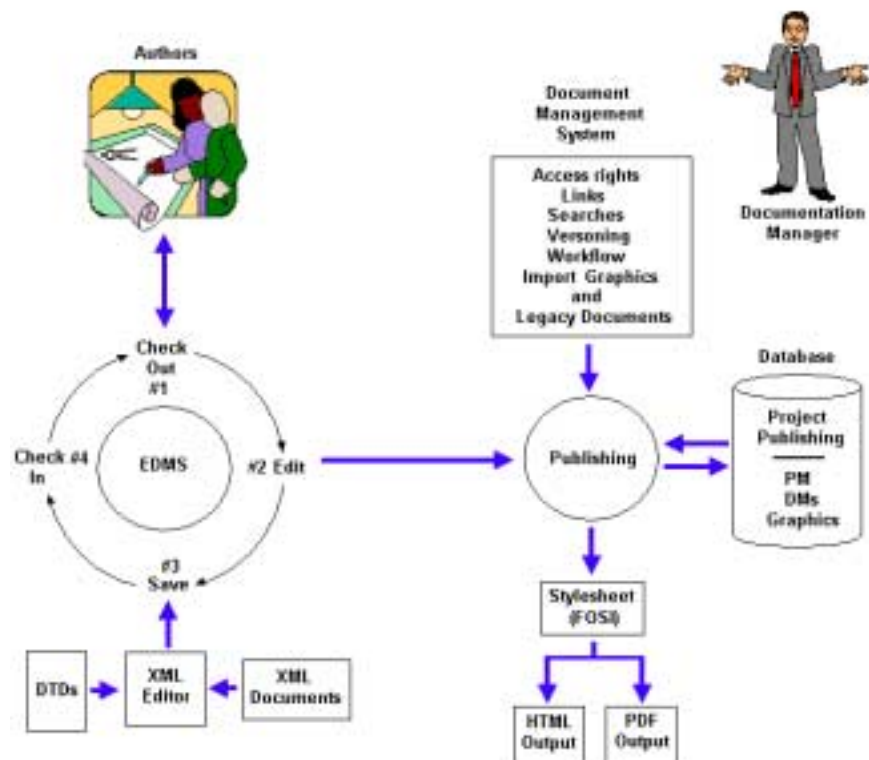 Authors
Document
Management
System
Access rights
Links
Searches
Versoning
Workflow
Import Graphics
and
Legacy Documents
Documentation
Manager
Check
Out
#1
Check #4
In
EDMS
#2 Edit
#3
Save
Publishing
Database
Project
Publishing
PM
DMs
Graphics
Stylesheet
(FOSI)
DTDs
XML
Editor
XML
Documents
HTML
Output
PDF
Output